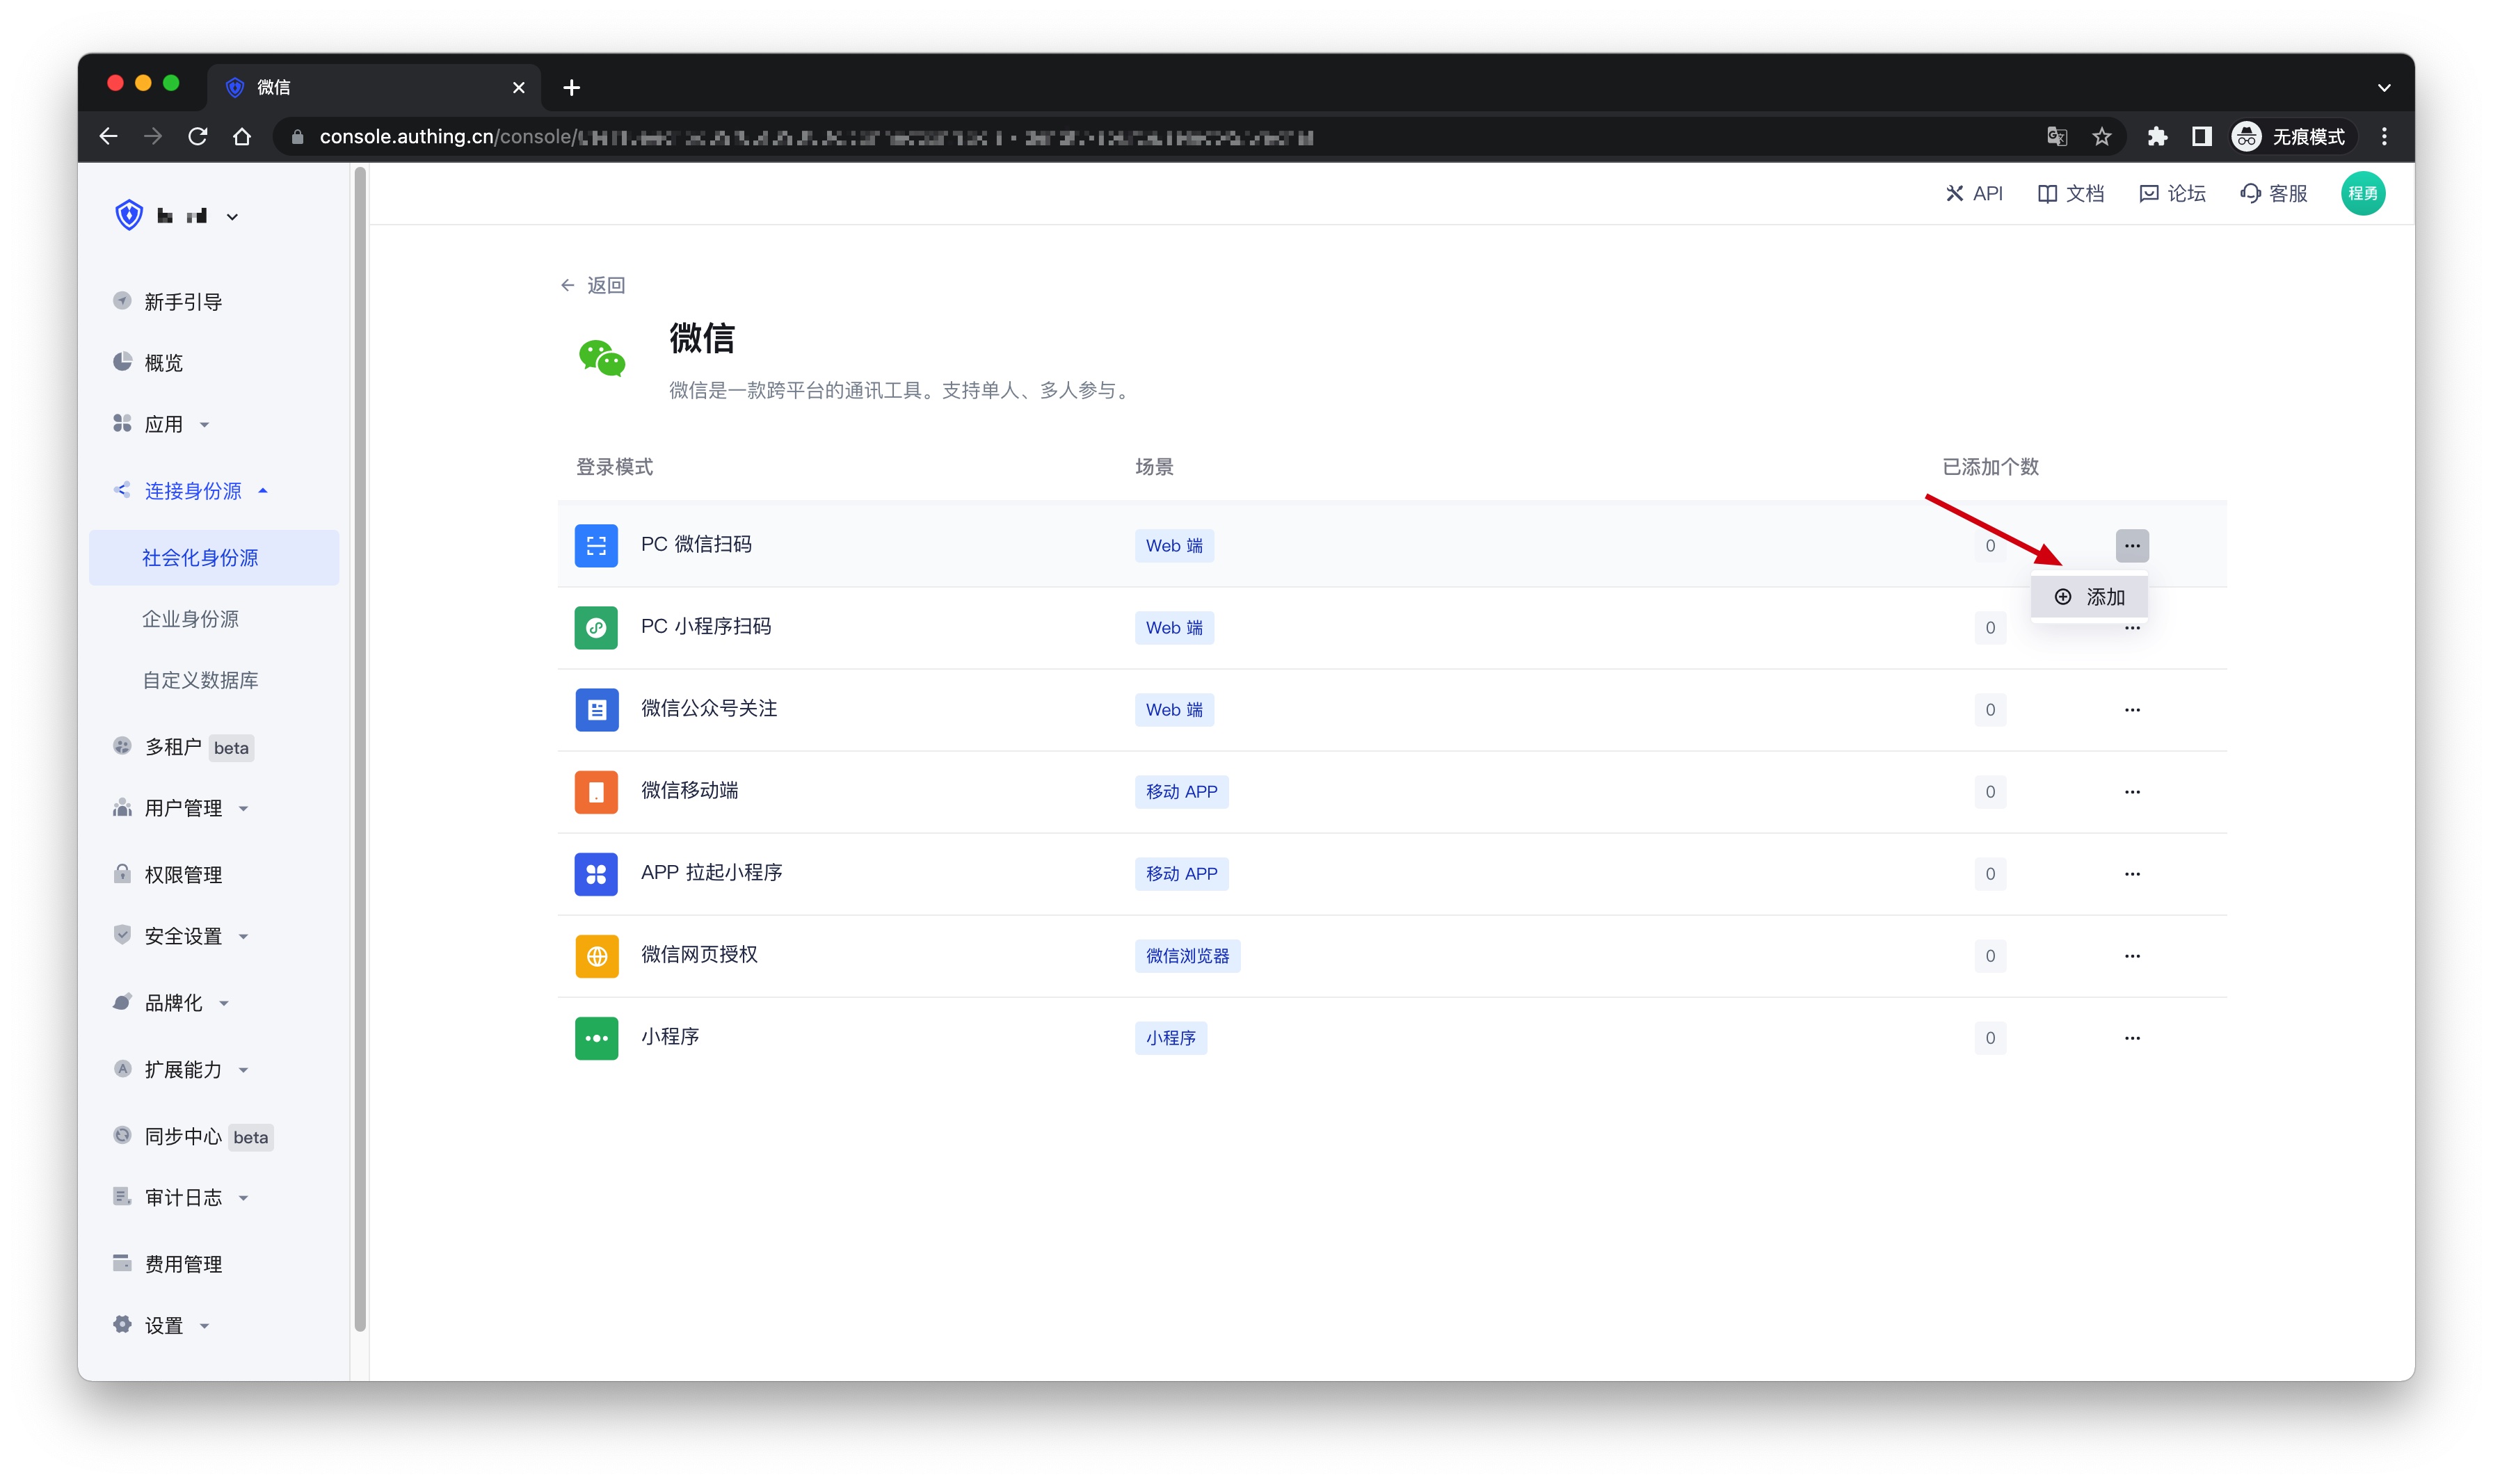 微信
console.authing.cn/console/
无痕模式
API
文档
论坛
客服
程勇
新手引导
概览
应用
连接身份源
社会化身份源
企业身份源
自定义数据库
多租户 beta
用户管理
权限管理
安全设置
品牌化
扩展能力
同步中心 beta
审计日志
费用管理
设置
返回
微信
微信是一款跨平台的通讯工具。支持单人、多人参与。
登录模式 场景 已添加个数
PC 微信扫码 Web 端 0
添加
PC 小程序扫码 Web 端 0
微信公众号关注 Web 端 0
微信移动端 移动 APP 0
APP 拉起小程序 移动 APP 0
微信网页授权 微信浏览器 0
小程序 小程序 0